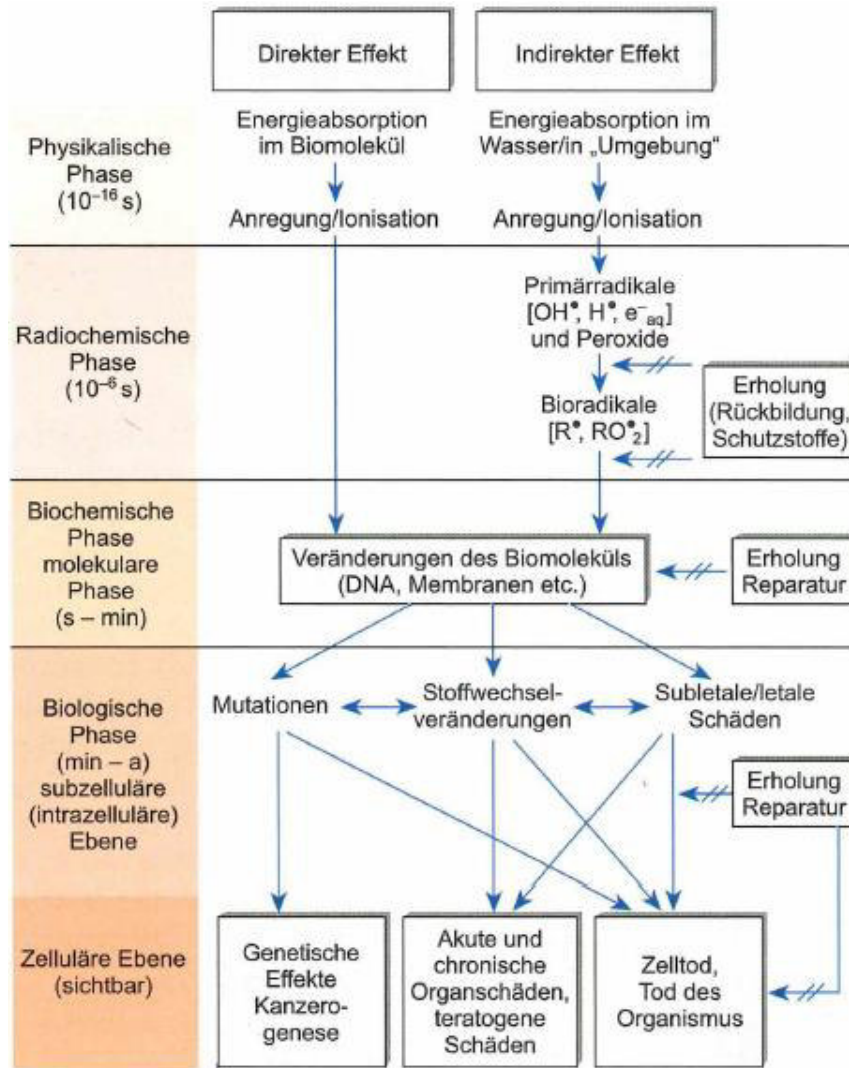 Direkter Effekt
Indirekter Effekt
Physikalische
Phase
(10⁻¹⁶ s)
Energieabsorption
im Biomolekül
Energieabsorption im
Wasser/in „Umgebung“
Anregung/Ionisation
Anregung/Ionisation
Radiochemische
Phase
(10⁻⁶ s)
Primärradikale
[OH•, H•, e⁻aq]
und Peroxide
Bioradikale
[R•, RO•₂]
Erholung
(Rückbildung,
Schutzstoffe)
Biochemische
Phase
molekulare
Phase
(s – min)
Veränderungen des Biomoleküls
(DNA, Membranen etc.)
Erholung
Reparatur
Biologische
Phase
(min – a)
subzelluläre
(intrazelluläre)
Ebene
Mutationen
Stoffwechsel-
veränderungen
Subletale/letale
Schäden
Erholung
Reparatur
Zelluläre Ebene
(sichtbar)
Genetische
Effekte
Kanzero-
genese
Akute und
chronische
Organschäden,
teratogene
Schäden
Zelltod,
Tod des
Organismus